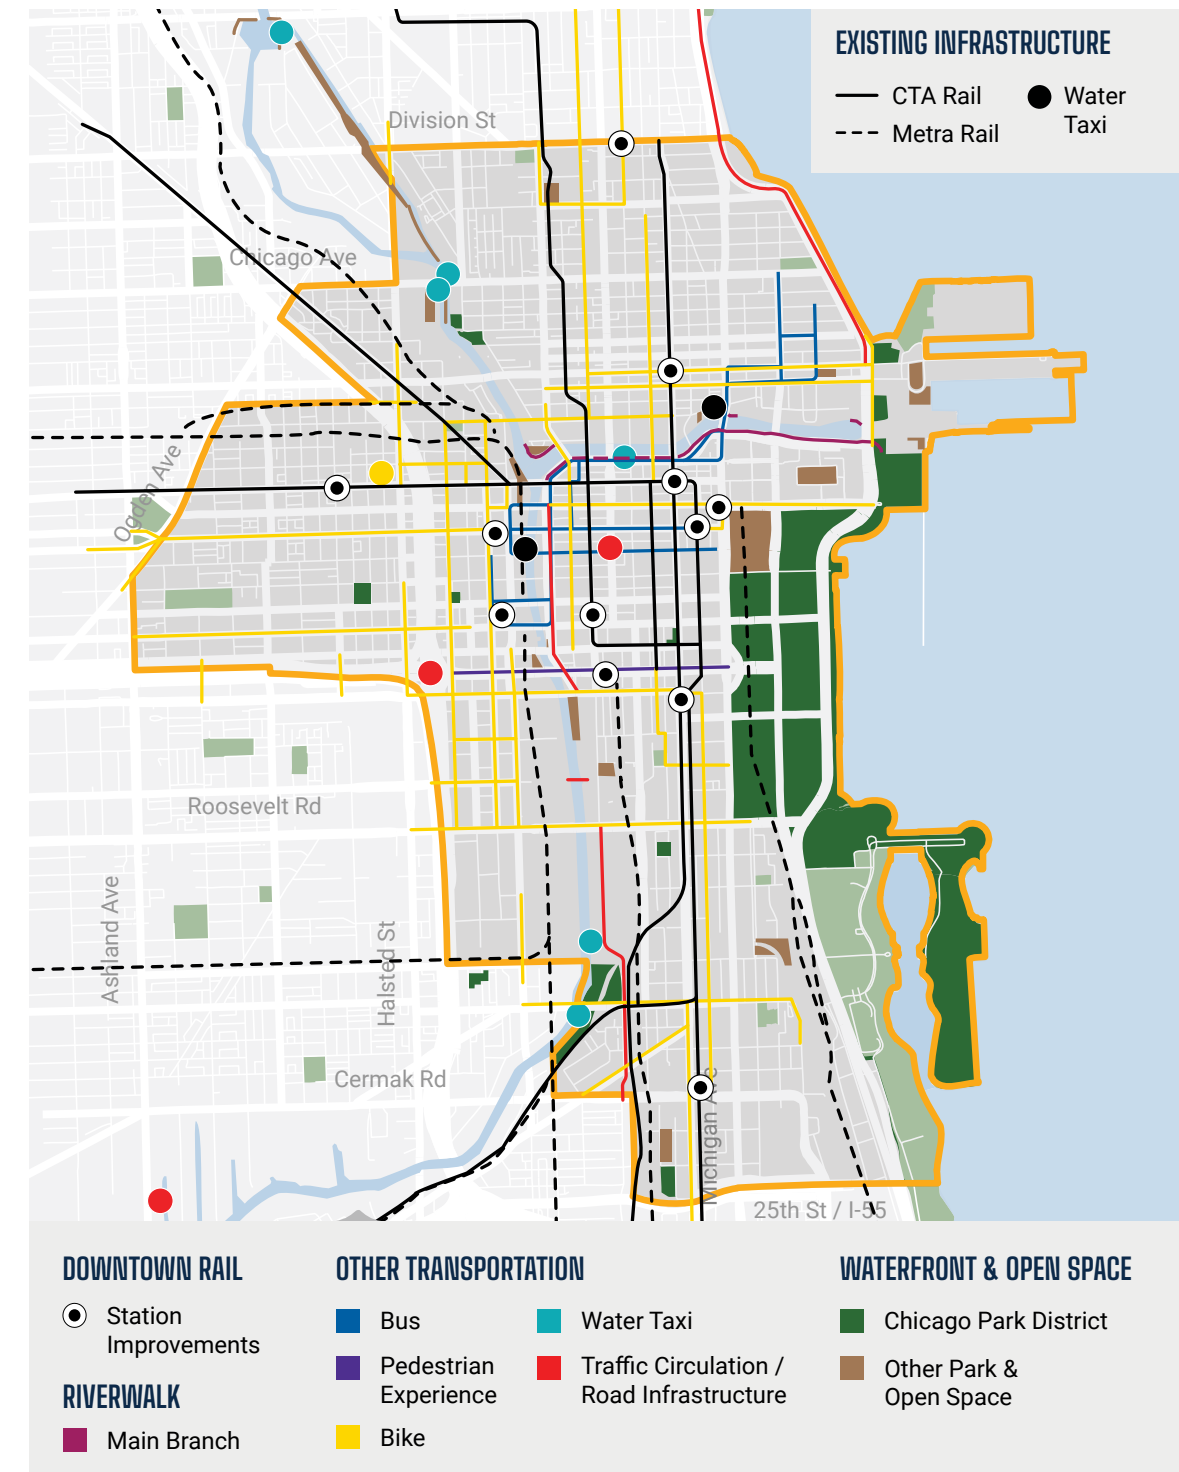 EXISTING INFRASTRUCTURE
CTA Rail
Metra Rail
Water
Taxi
Division St
Chicago Ave
Ogden Ave
Roosevelt Rd
Ashland Ave
Halsted St
Cermak Rd
Michigan Ave
25th St / I-55
DOWNTOWN RAIL
Station
Improvements
RIVERWALK
Main Branch
OTHER TRANSPORTATION
Bus
Pedestrian
Experience
Bike
Water Taxi
Traffic Circulation /
Road Infrastructure
WATERFRONT & OPEN SPACE
Chicago Park District
Other Park &
Open Space